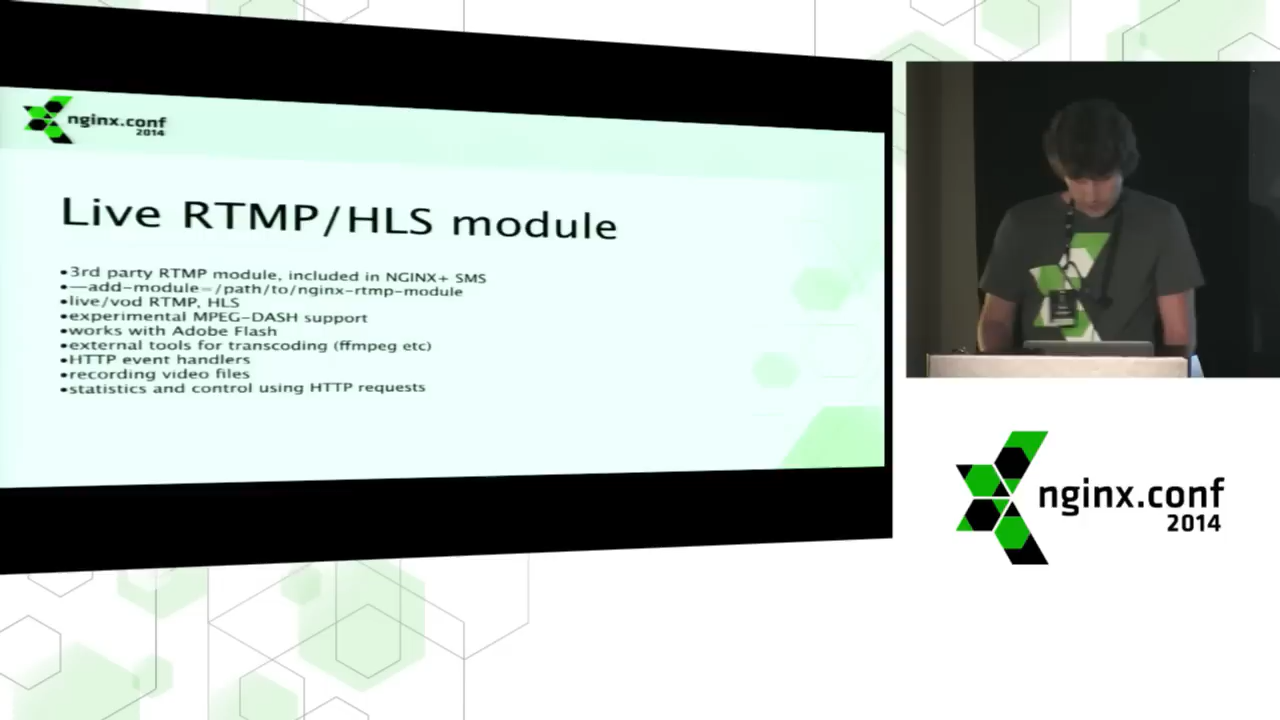 nginx.conf
2014
Live RTMP/HLS module
•3rd party RTMP module, included in NGINX+ SMS
•—add-module=/path/to/nginx-rtmp-module
•live/vod RTMP, HLS
•experimental MPEG-DASH support
•works with Adobe Flash
•external tools for transcoding (ffmpeg etc)
•HTTP event handlers
•recording video files
•statistics and control using HTTP requests
nginx.conf
2014